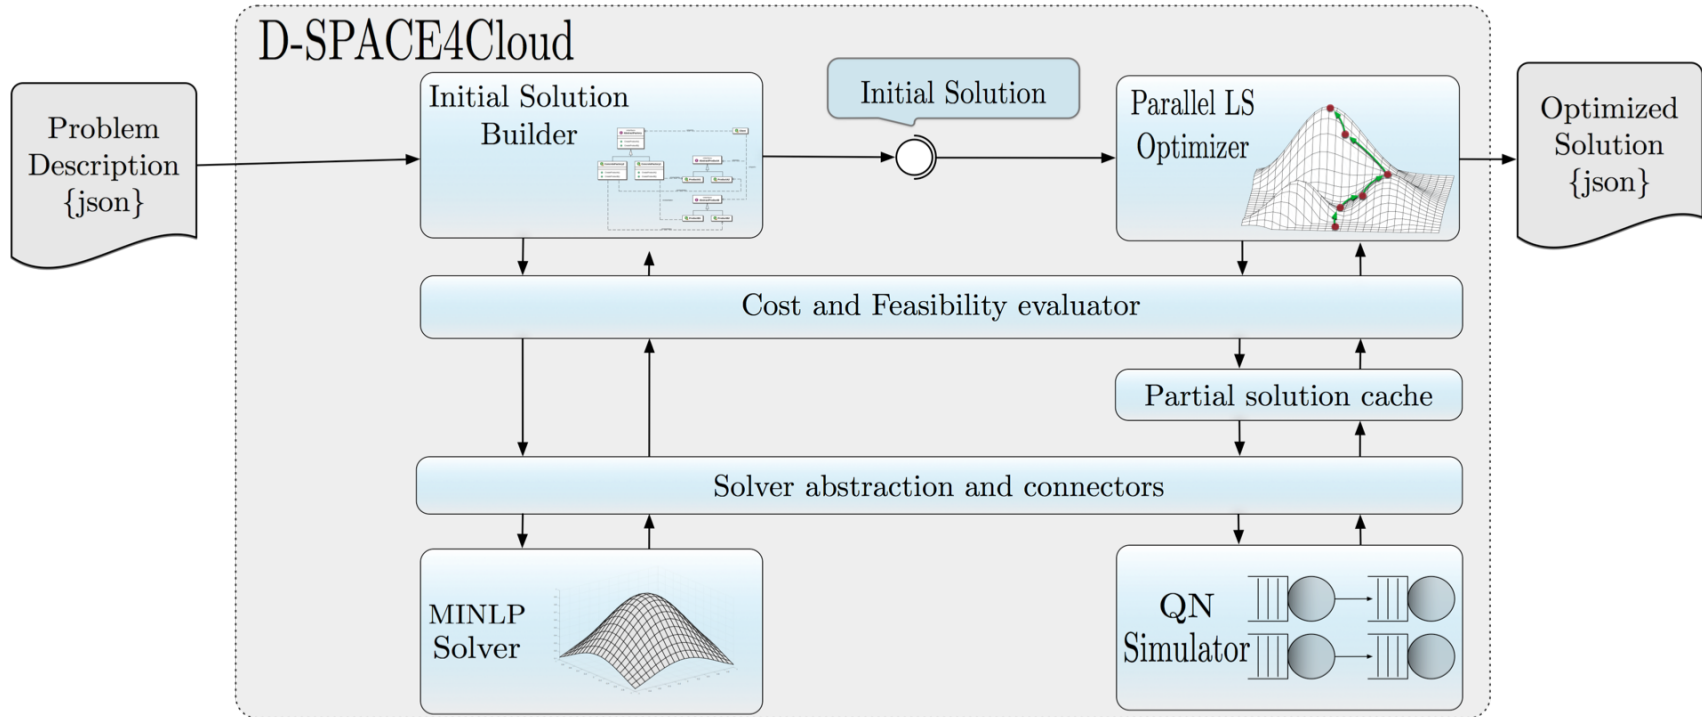 D-SPACE4Cloud
Problem
Description
{json}
Initial Solution
Builder
Initial Solution
Parallel LS
Optimizer
Optimized
Solution
{json}
Cost and Feasibility evaluator
Partial solution cache
Solver abstraction and connectors
MINLP
Solver
QN
Simulator